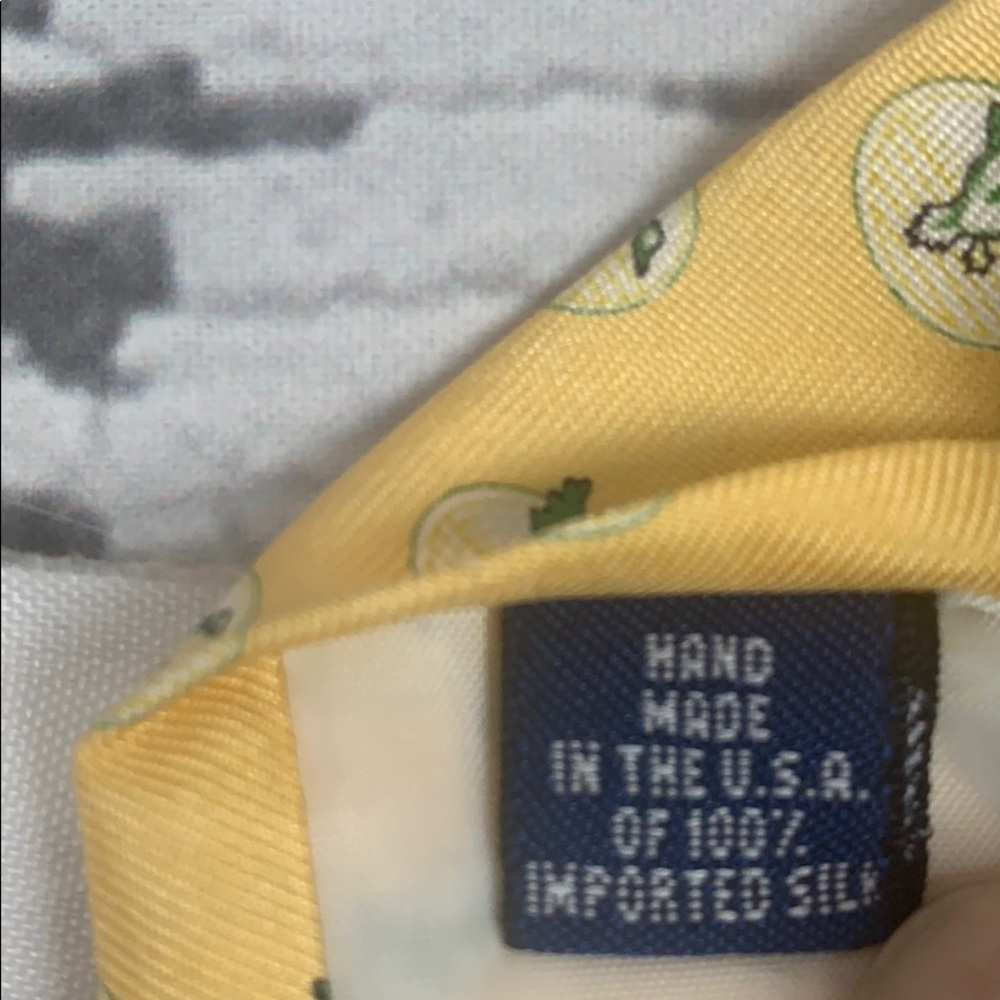 HAND
MADE
IN THE U.S.A.
OF 100%
IMPORTED SILK